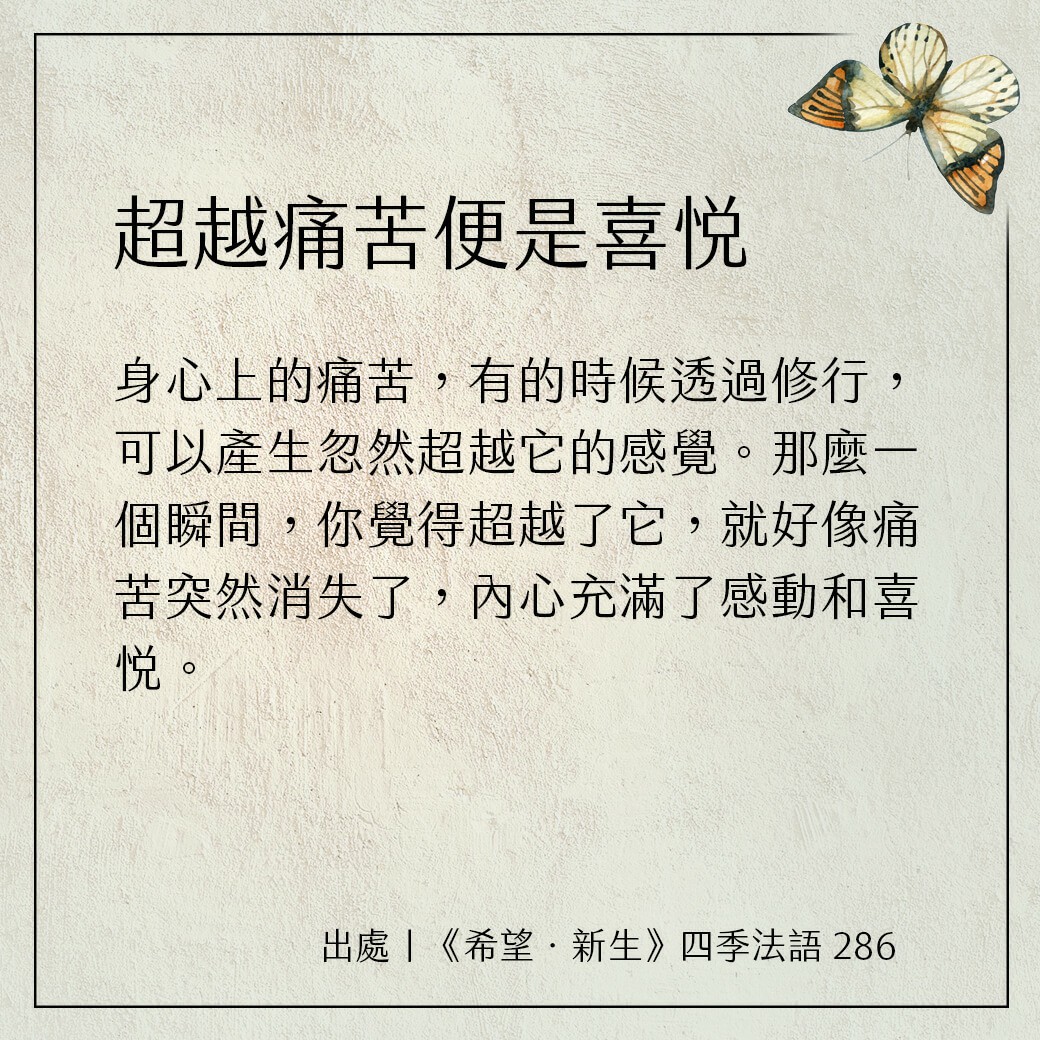 超越痛苦便是喜悅
身心上的痛苦，有的時候透過修行，
可以產生忽然超越它的感覺。那麼一
個瞬間，你覺得超越了它，就好像痛
苦突然消失了，內心充滿了感動和喜
悅。
出處丨《希望．新生》四季法語 286